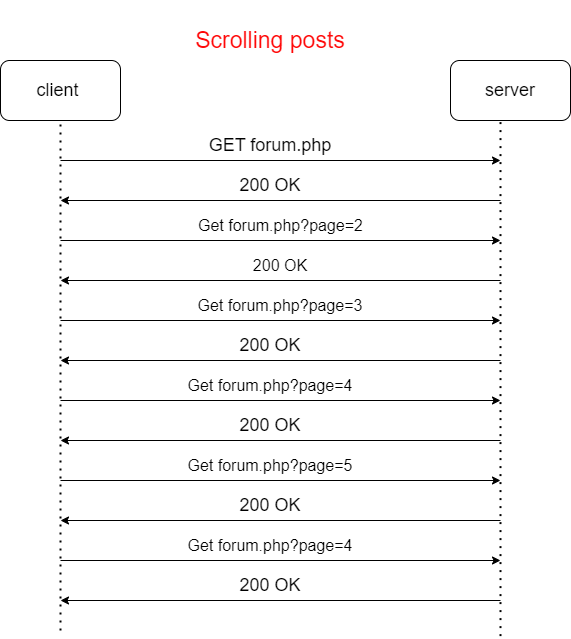 Scrolling posts
client
server
GET forum.php
200 OK
Get forum.php?page=2
200 OK
Get forum.php?page=3
200 OK
Get forum.php?page=4
200 OK
Get forum.php?page=5
200 OK
Get forum.php?page=4
200 OK